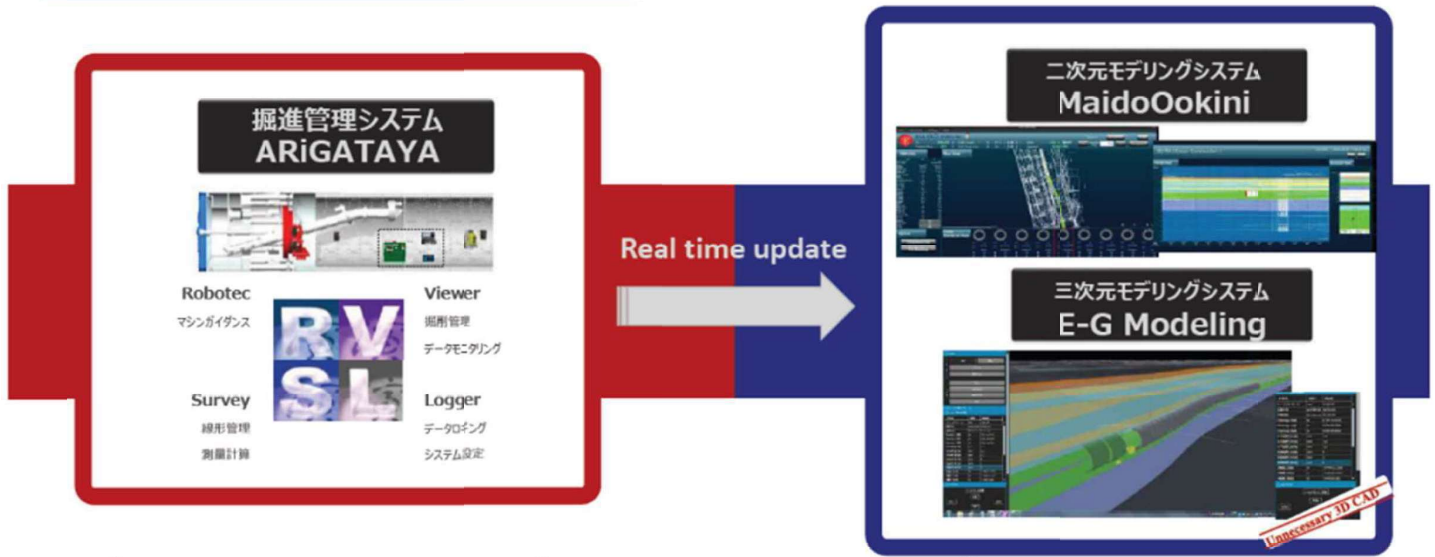 掘進管理システム
ARiGATAYA
Robotec
マシンガイダンス
Viewer
掘削管理
データモニタリング
R V
S L
Survey
線形管理
測量計算
Logger
データロギング
システム設定
Real time update
二次元モデリングシステム
MaidoOokini
三次元モデリングシステム
E-G Modeling
Unnecessary 3D CAD